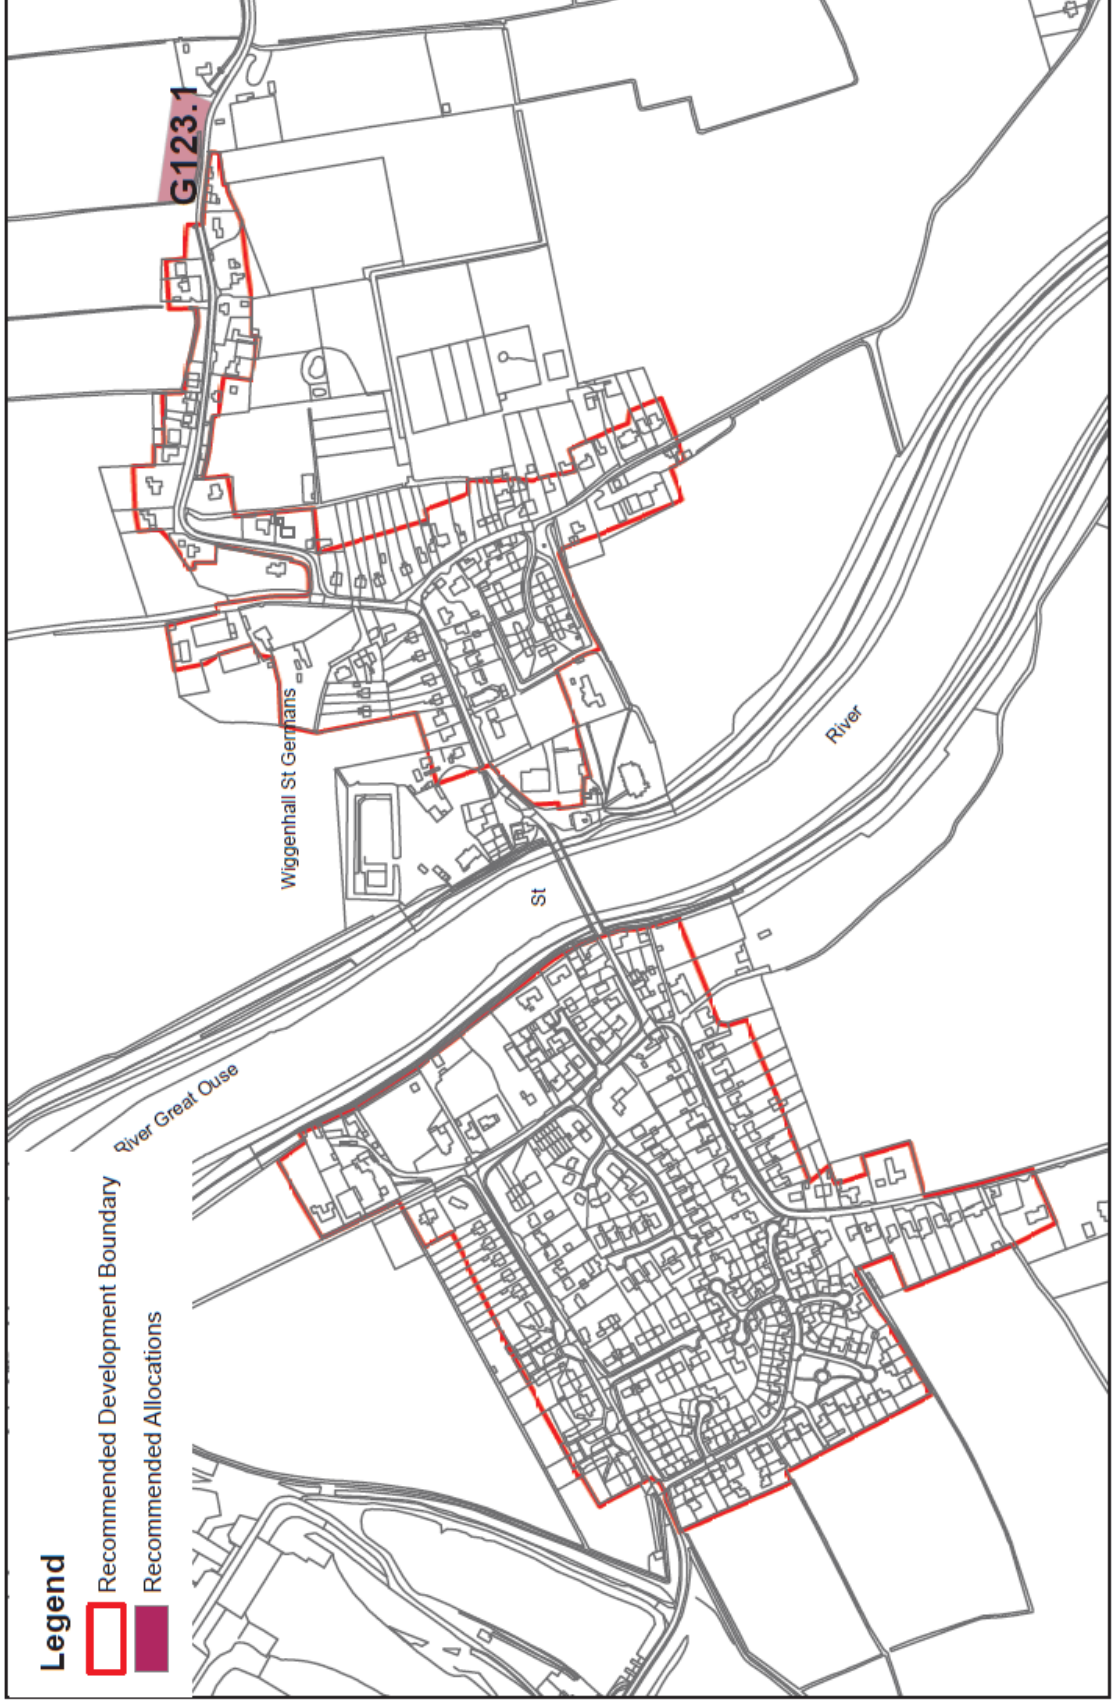 G123.1
Wiggenhall St Germans
River
St
River Great Ouse
Legend
Recommended Development Boundary
Recommended Allocations